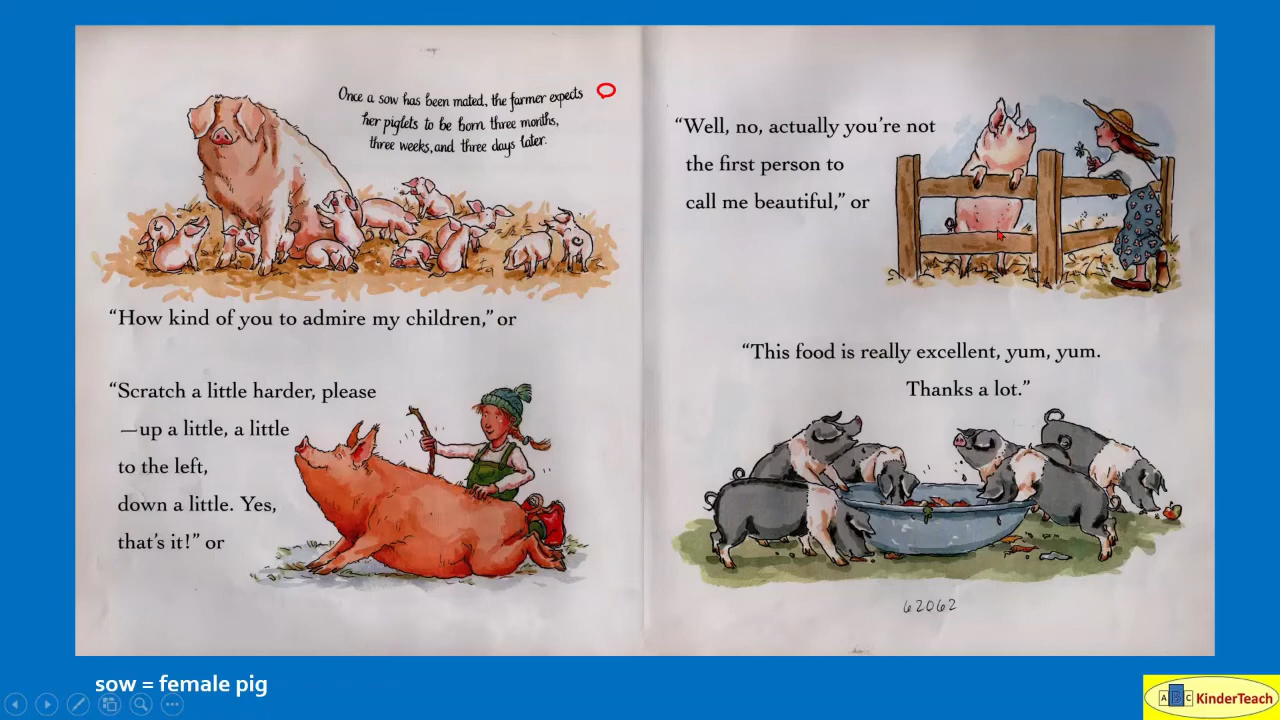 Once a sow has been mated, the farmer expects
her piglets to be born three months,
three weeks, and three days later.
“How kind of you to admire my children,” or
“Scratch a little harder, please
—up a little, a little
to the left,
down a little. Yes,
that’s it!” or
“Well, no, actually you’re not
the first person to
call me beautiful,” or
“This food is really excellent, yum, yum.
Thanks a lot.”
62062
sow = female pig
ABC KinderTeach